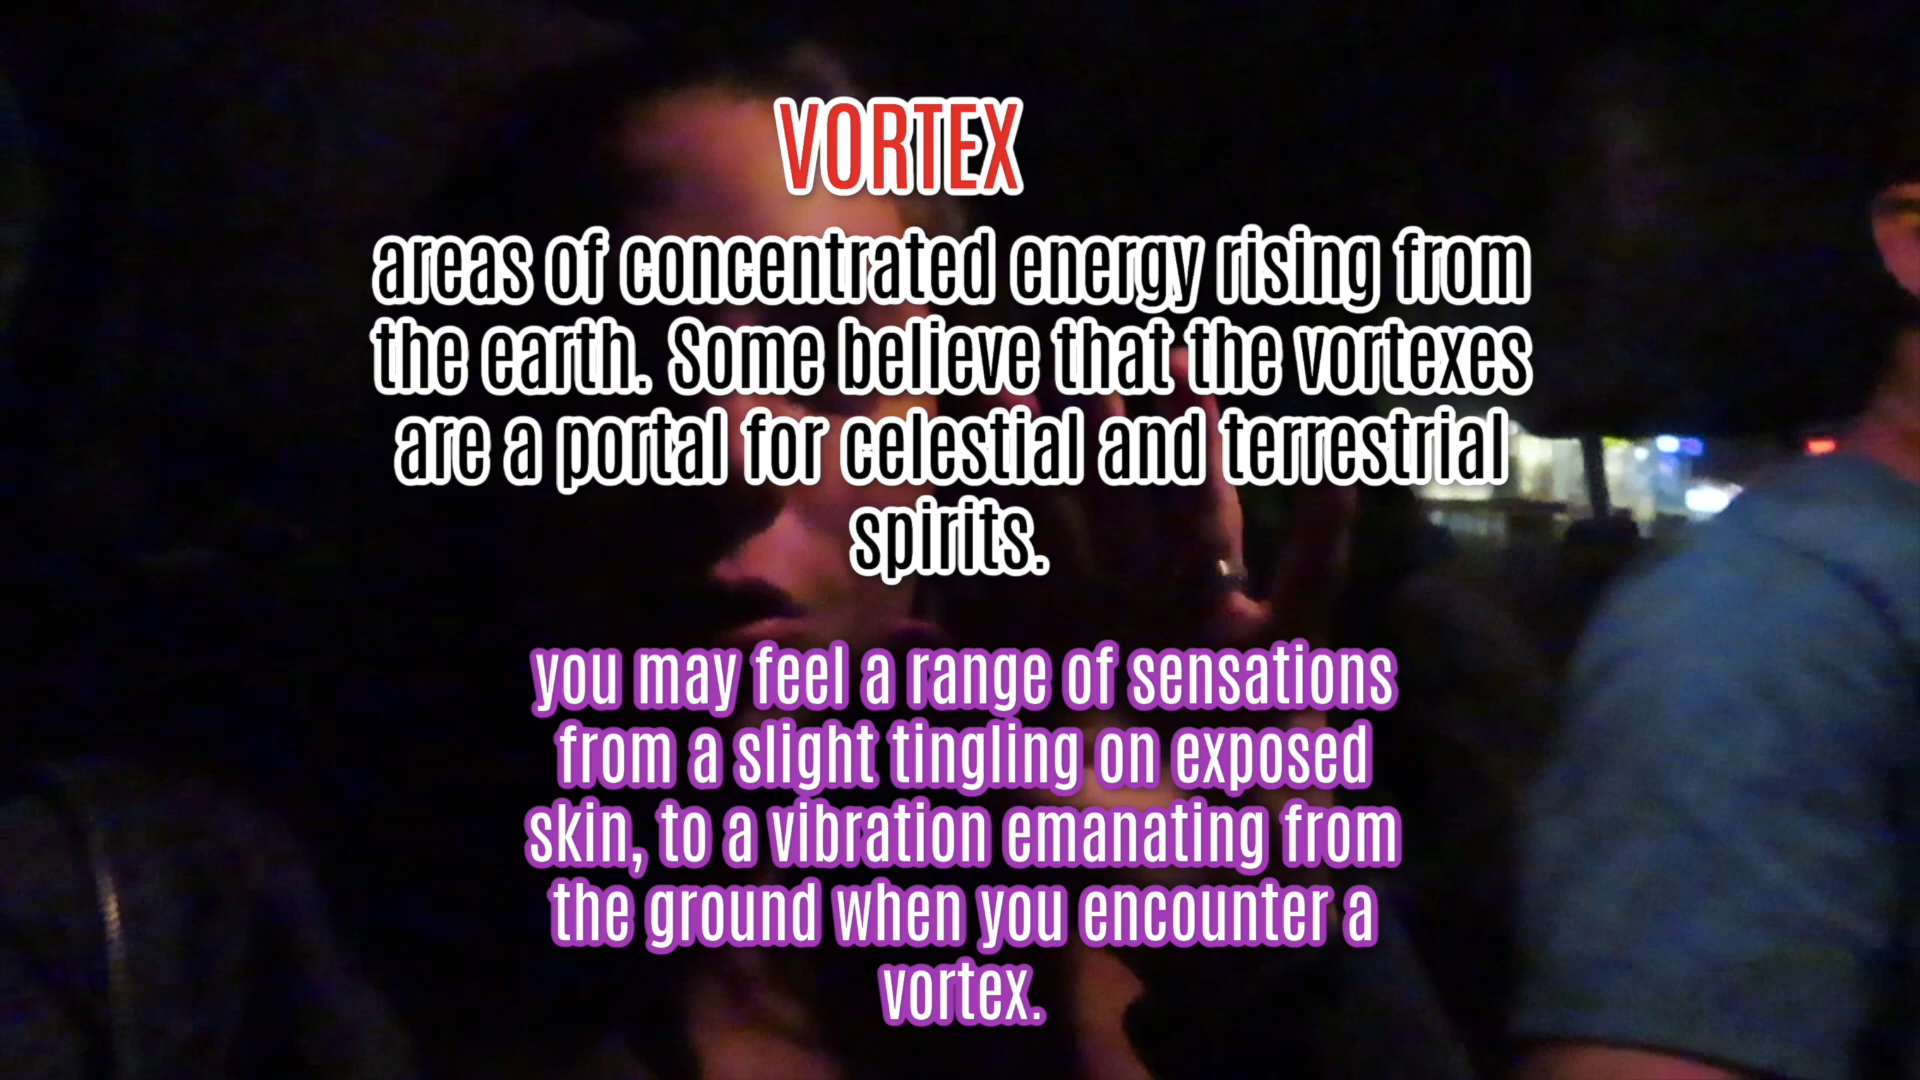 VORTEX
areas of concentrated energy rising from
the earth. Some believe that the vortexes
are a portal for celestial and terrestrial
spirits.
you may feel a range of sensations
from a slight tingling on exposed
skin, to a vibration emanating from
the ground when you encounter a
vortex.